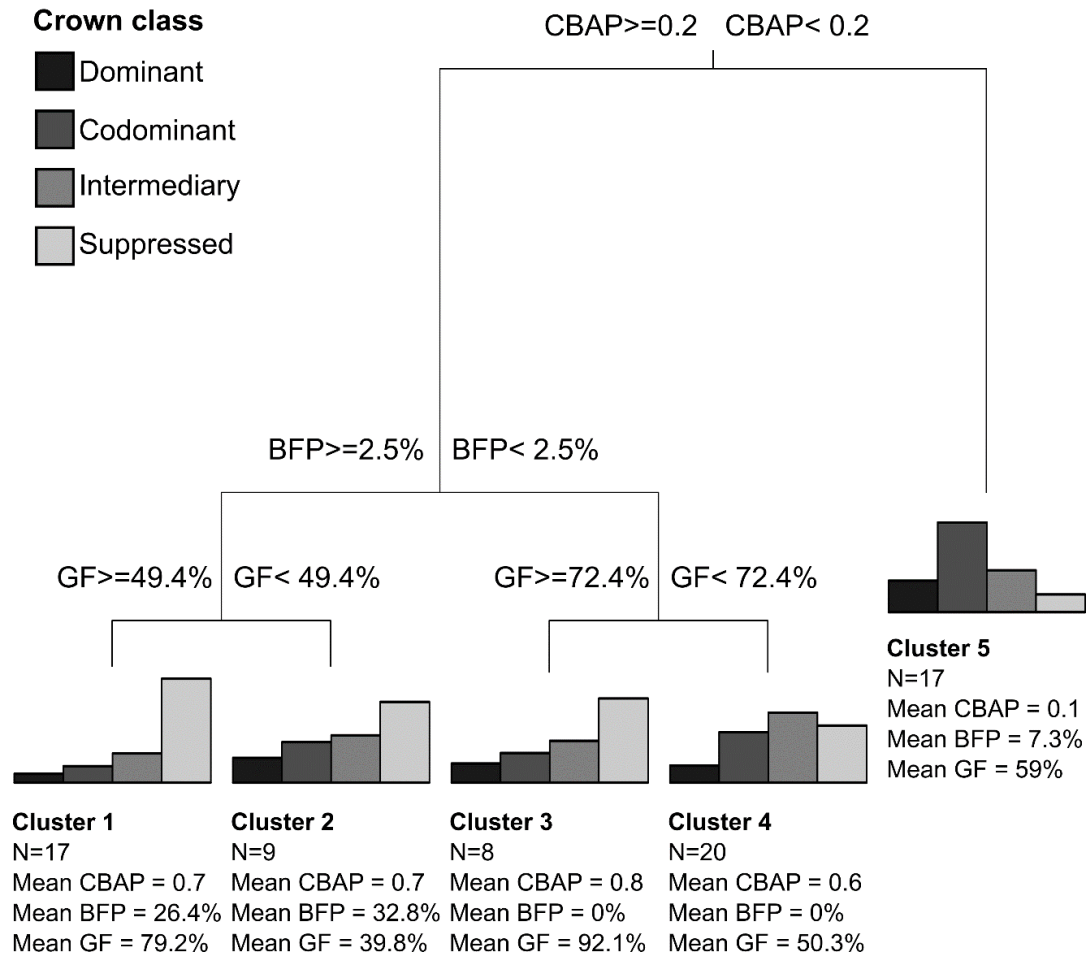 Crown class
Dominant
Codominant
Intermediary
Suppressed
CBAP>=0.2 CBAP< 0.2
BFP>=2.5% BFP< 2.5%
GF>=49.4% GF< 49.4%
GF>=72.4% GF< 72.4%
Cluster 1
N=17
Mean CBAP = 0.7
Mean BFP = 26.4%
Mean GF = 79.2%
Cluster 2
N=9
Mean CBAP = 0.7
Mean BFP = 32.8%
Mean GF = 39.8%
Cluster 3
N=8
Mean CBAP = 0.8
Mean BFP = 0%
Mean GF = 92.1%
Cluster 4
N=20
Mean CBAP = 0.6
Mean BFP = 0%
Mean GF = 50.3%
Cluster 5
N=17
Mean CBAP = 0.1
Mean BFP = 7.3%
Mean GF = 59%